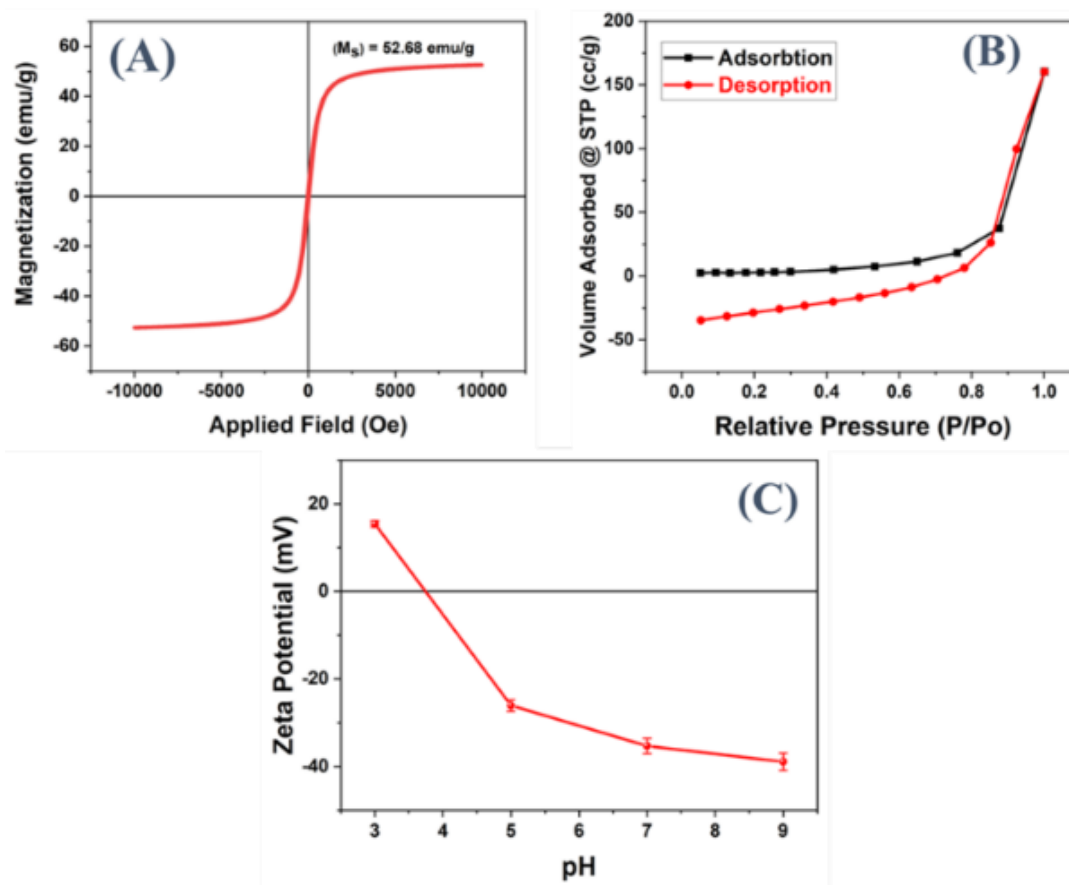 (A)
(Ms) = 52.68 emu/g
Magnetization (emu/g)
60
40
20
0
-20
-40
-60
-10000 -5000 0 5000 10000
Applied Field (Oe)
(B)
Adsorbtion
Desorption
Volume Adsorbed @ STP (cc/g)
200
150
100
50
0
-50
0.0 0.2 0.4 0.6 0.8 1.0
Relative Pressure (P/Po)
(C)
Zeta Potential (mV)
20
0
-20
-40
3 4 5 6 7 8 9
pH